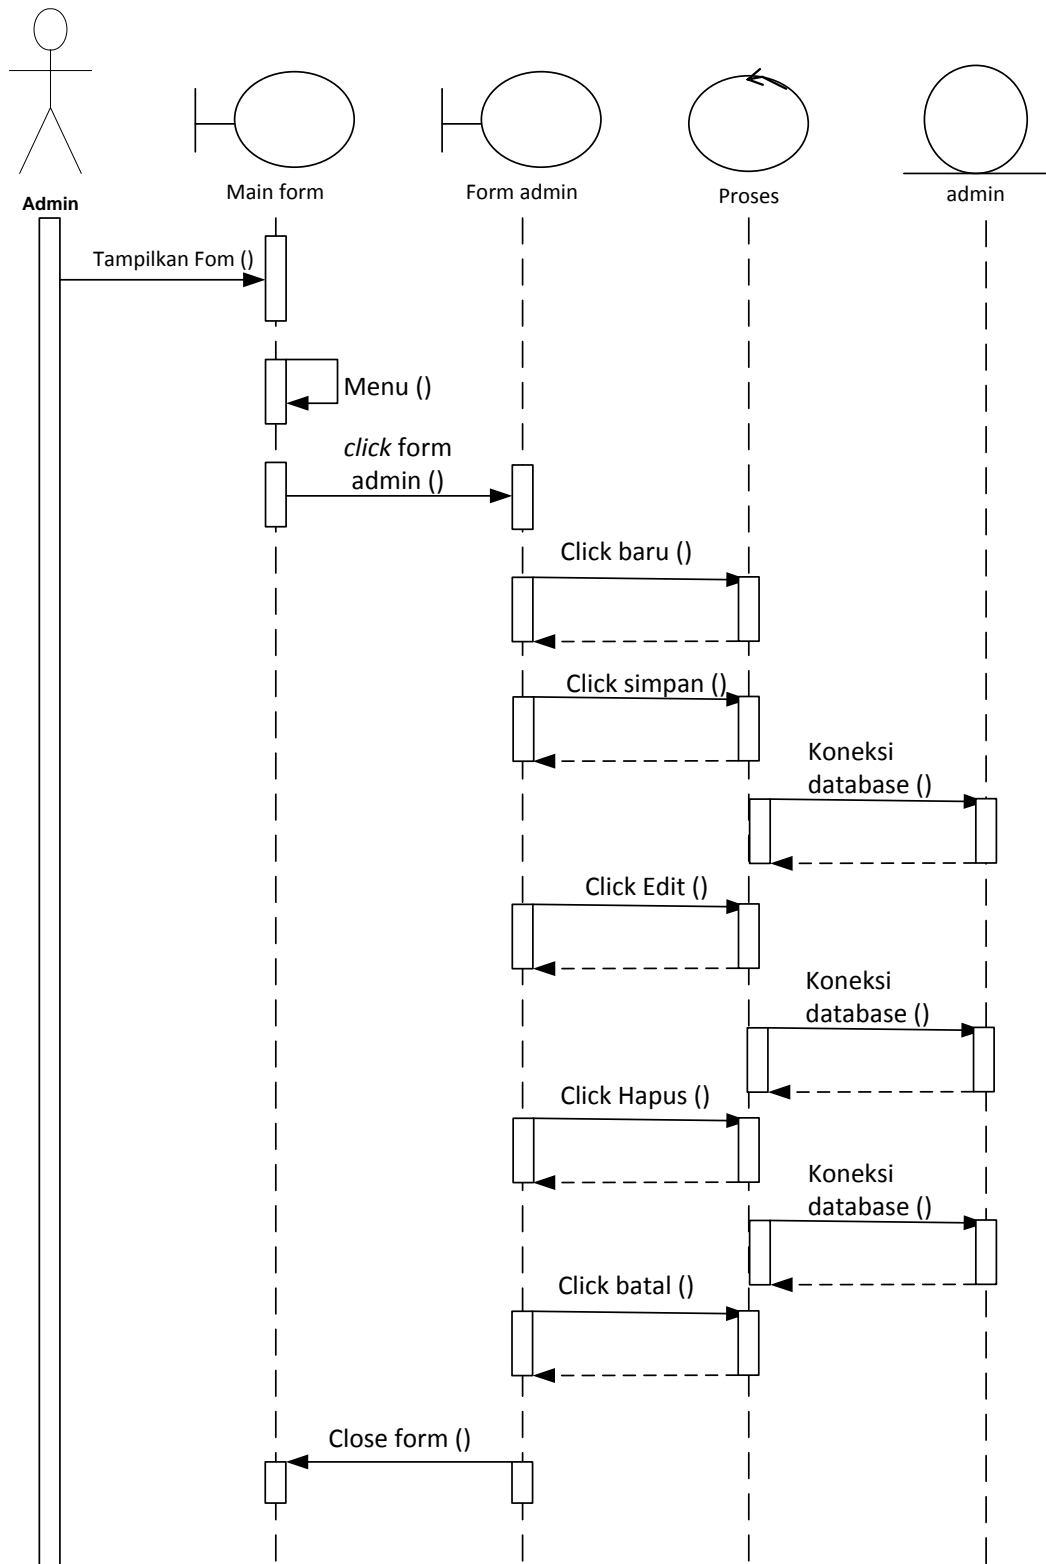 Admin
Main form
Form admin
Proses
admin
Tampilkan Fom ()
Menu ()
click form
admin ()
Click baru ()
Click simpan ()
Koneksi
database ()
Click Edit ()
Koneksi
database ()
Click Hapus ()
Koneksi
database ()
Click batal ()
Close form ()